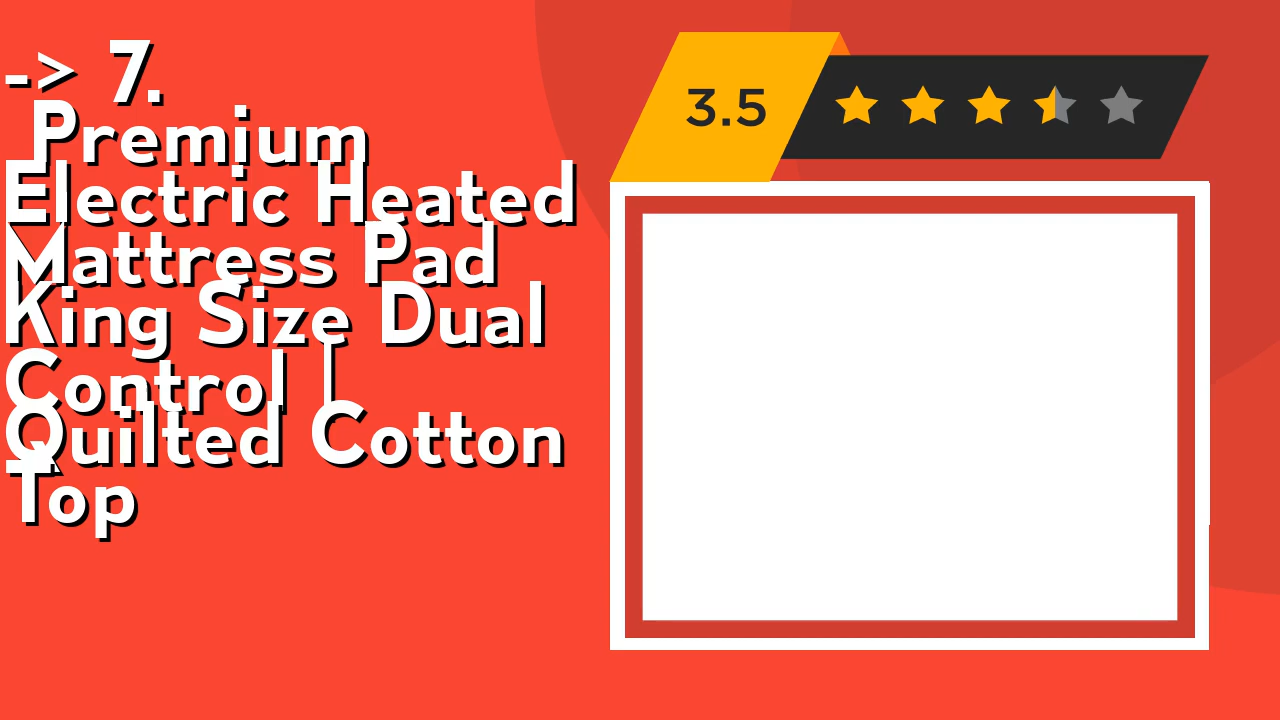 -> 7.
Premium
Electric Heated
Mattress Pad
King Size Dual
Control |
Quilted Cotton
Top
3.5